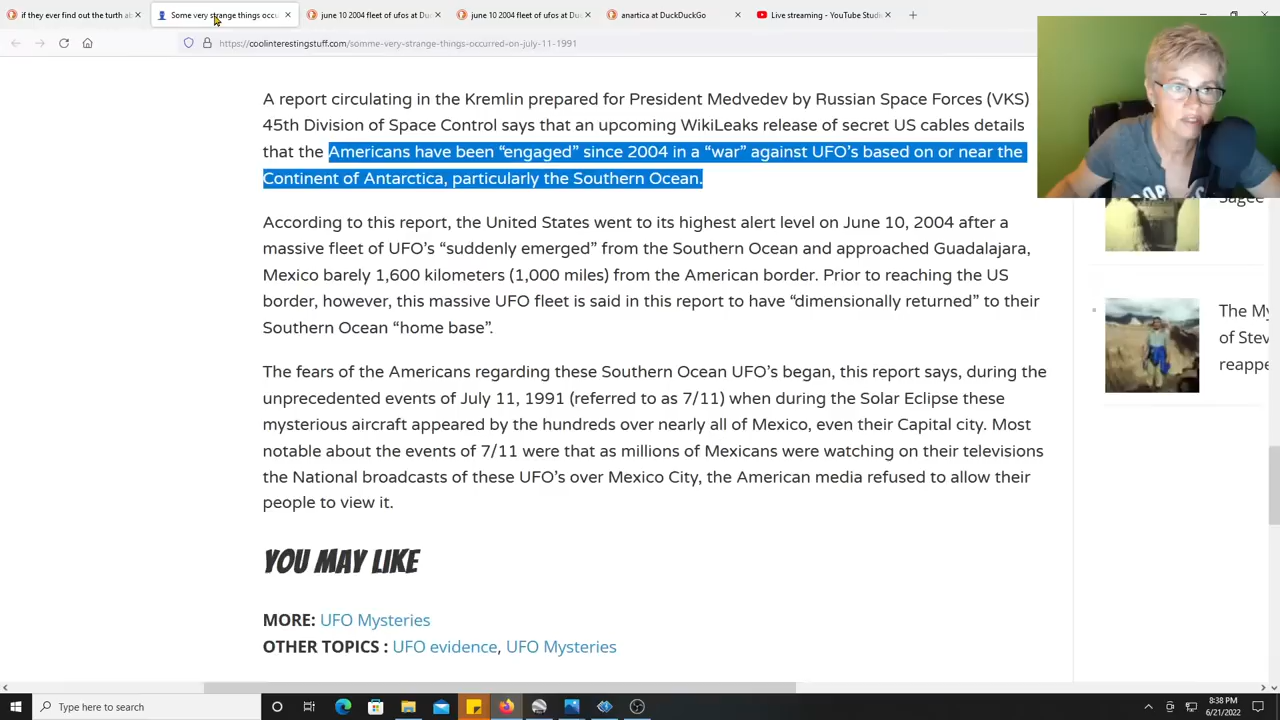 if they ever find out the turth at
Some very strange things occu
june 10 2004 fleet of ufos at Du
june 10 2004 fleet of ufos at Du
anartica at DuckDuckGo
Live streaming - YouTube Studi
https://coolinterestingstuff.com/somme-very-strange-things-occurred-on-july-11-1991
A report circulating in the Kremlin prepared for President Medvedev by Russian Space Forces (VKS)
45th Division of Space Control says that an upcoming WikiLeaks release of secret US cables details
that the Americans have been “engaged” since 2004 in a “war” against UFO’s based on or near the
Continent of Antarctica, particularly the Southern Ocean.
According to this report, the United States went to its highest alert level on June 10, 2004 after a
massive fleet of UFO’s “suddenly emerged” from the Southern Ocean and approached Guadalajara,
Mexico barely 1,600 kilometers (1,000 miles) from the American border. Prior to reaching the US
border, however, this massive UFO fleet is said in this report to have “dimensionally returned” to their
Southern Ocean “home base”.
The fears of the Americans regarding these Southern Ocean UFO’s began, this report says, during the
unprecedented events of July 11, 1991 (referred to as 7/11) when during the Solar Eclipse these
mysterious aircraft appeared by the hundreds over nearly all of Mexico, even their Capital city. Most
notable about the events of 7/11 were that as millions of Mexicans were watching on their televisions
the National broadcasts of these UFO’s over Mexico City, the American media refused to allow their
people to view it.
The My
of Stev
reappe
YOU MAY LIKE
MORE: UFO Mysteries
OTHER TOPICS : UFO evidence, UFO Mysteries
Type here to search
8:38 PM
6/21/2022